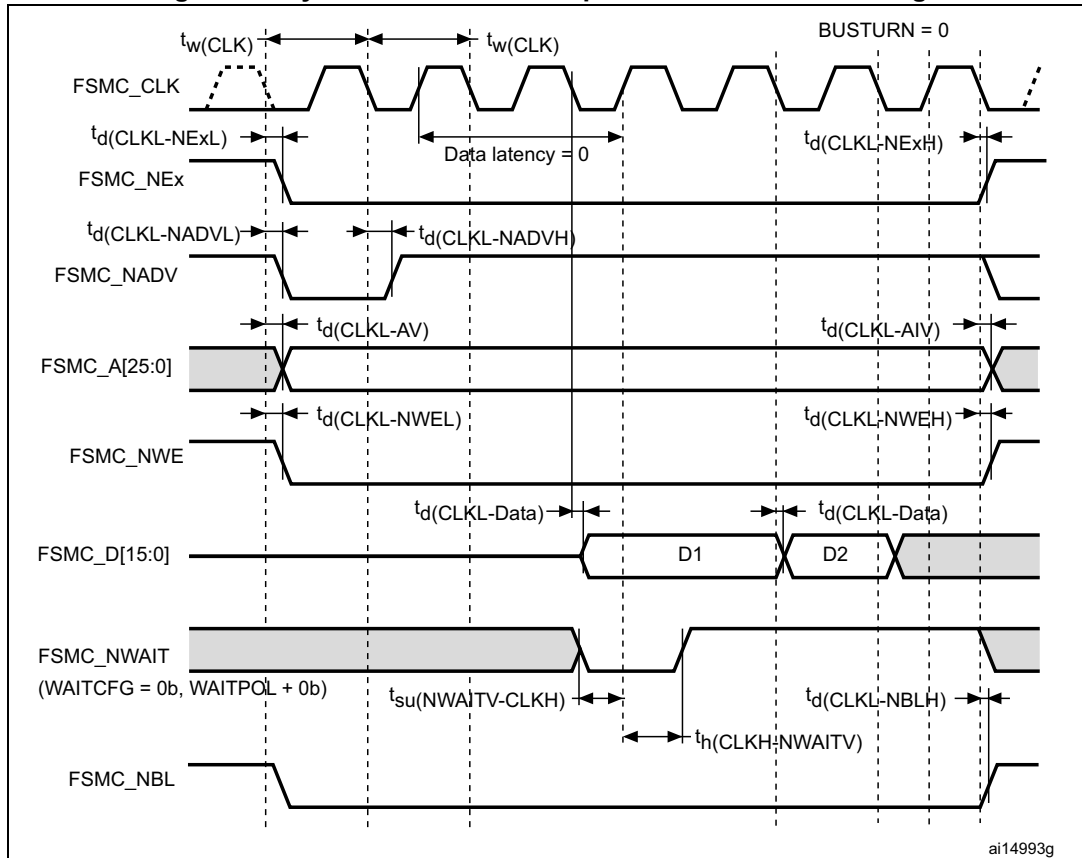 BUSTURN = 0
tw(CLK)
tw(CLK)
FSMC_CLK
td(CLKL-NExL)
Data latency = 0
td(CLKL-NExH)
FSMC_NEx
td(CLKL-NADVL)
td(CLKL-NADVH)
FSMC_NADV
td(CLKL-AV)
td(CLKL-AIV)
FSMC_A[25:0]
td(CLKL-NWEL)
td(CLKL-NWEH)
FSMC_NWE
td(CLKL-Data)
td(CLKL-Data)
FSMC_D[15:0]
D1
D2
FSMC_NWAIT
(WAITCFG = 0b, WAITPOL + 0b)
tsu(NWAITV-CLKH)
td(CLKL-NBLH)
th(CLKH-NWAITV)
FSMC_NBL
ai14993g